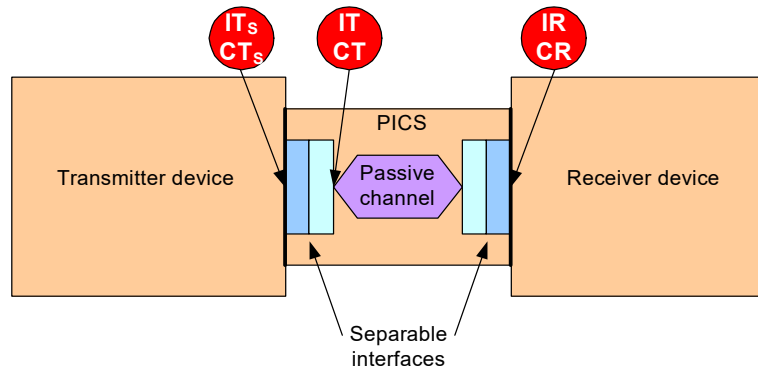 ITS
CTS
IT
CT
IR
CR
PICS
Transmitter device
Passive
channel
Receiver device
Separable
interfaces